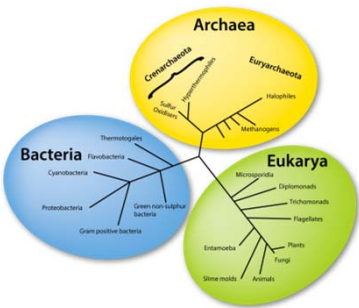 Archaea
Crenarchaeota
Euryarchaeota
Hyperthermophiles
Sulfur
Oxidisers
Halophiles
Methanogens
Bacteria
Thermotogales
Flavobacteria
Cyanobacteria
Proteobacteria
Green non-sulphur
bacteria
Gram positive bacteria
Eukarya
Microsporidia
Diplomonads
Trichomonads
Flagellates
Entamoeba
Plants
Fungi
Slime molds
Animals